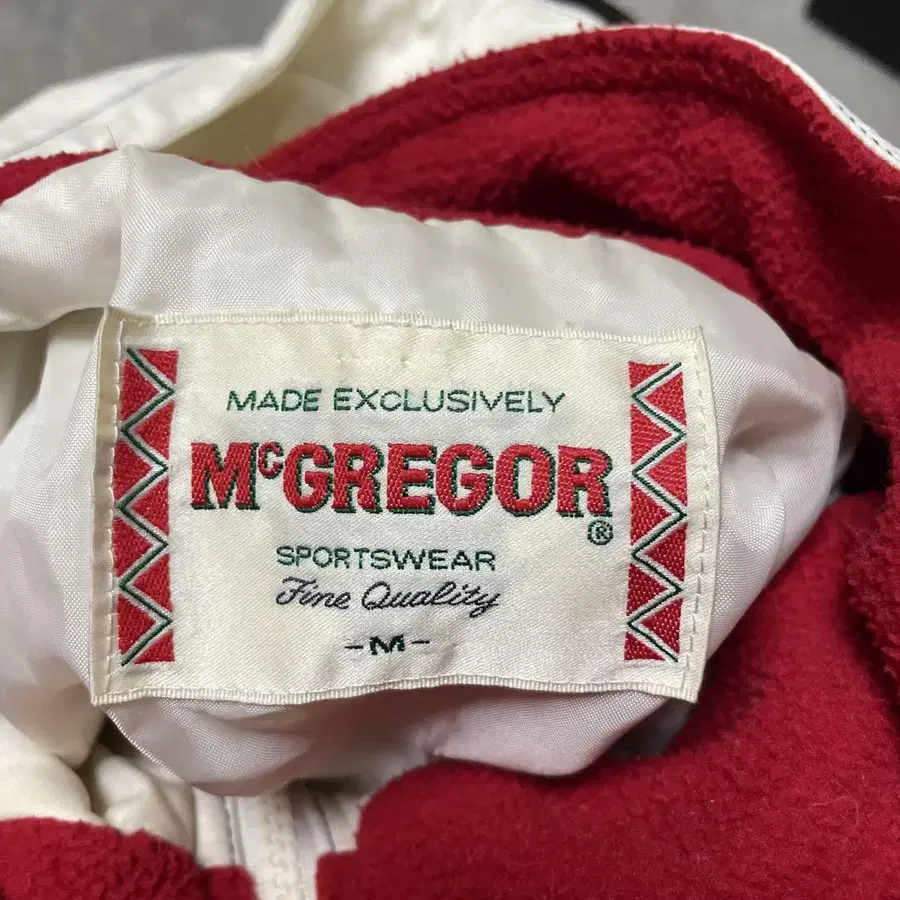 MADE EXCLUSIVELY
McGREGOR®
SPORTSWEAR
Fine Quality
-M-